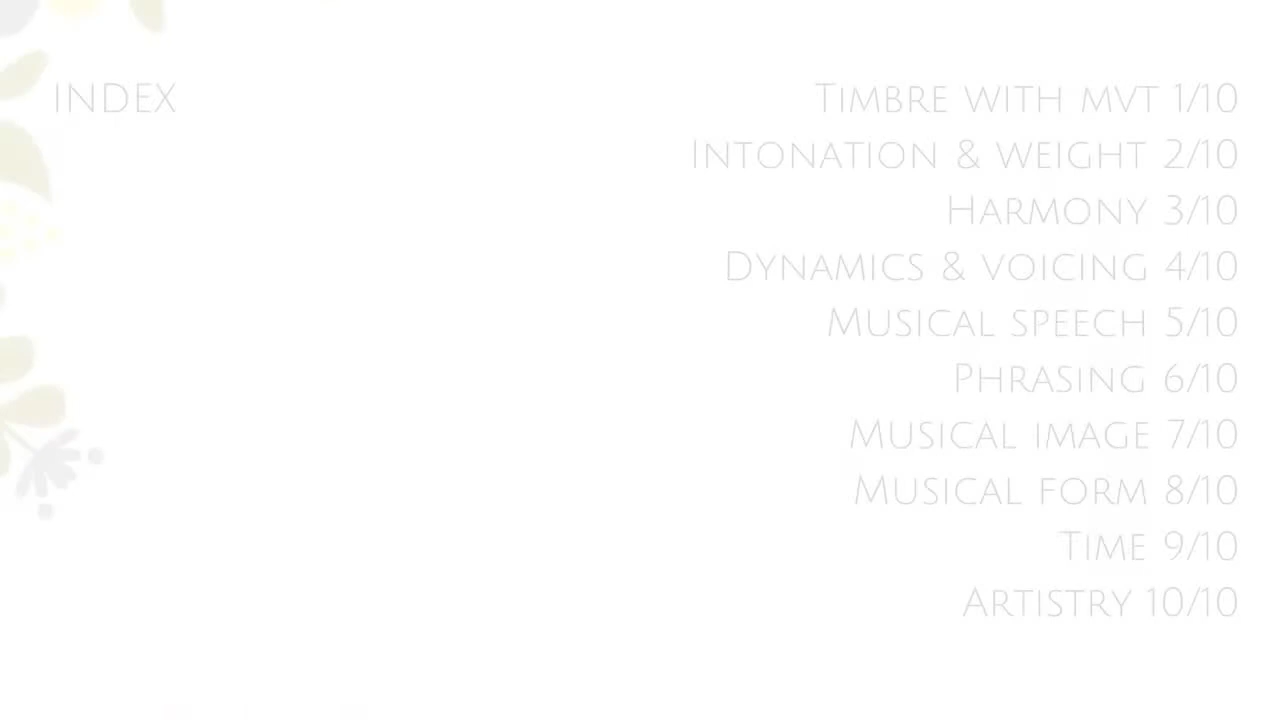 INDEX
Timbre with mvt 1/10
Intonation & weight 2/10
Harmony 3/10
Dynamics & voicing 4/10
Musical speech 5/10
Phrasing 6/10
Musical image 7/10
Musical form 8/10
Time 9/10
Artistry 10/10